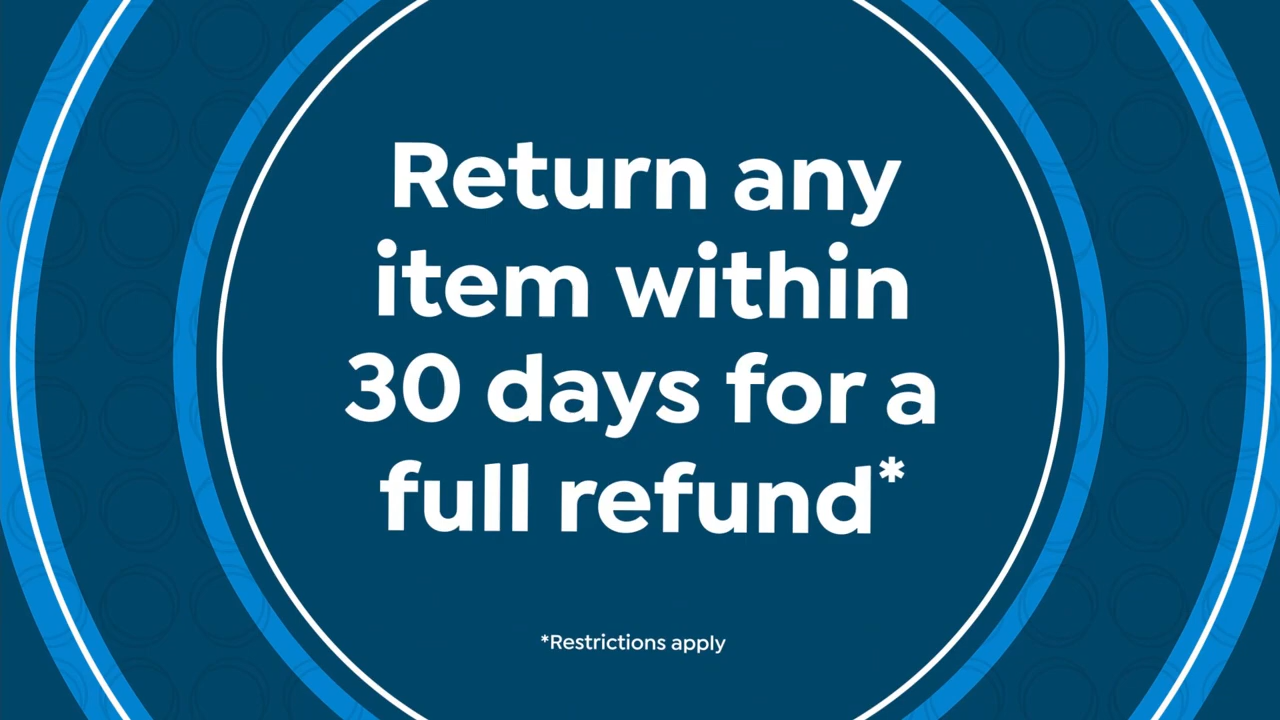 Return any
item within
30 days for a
full refund*
*Restrictions apply